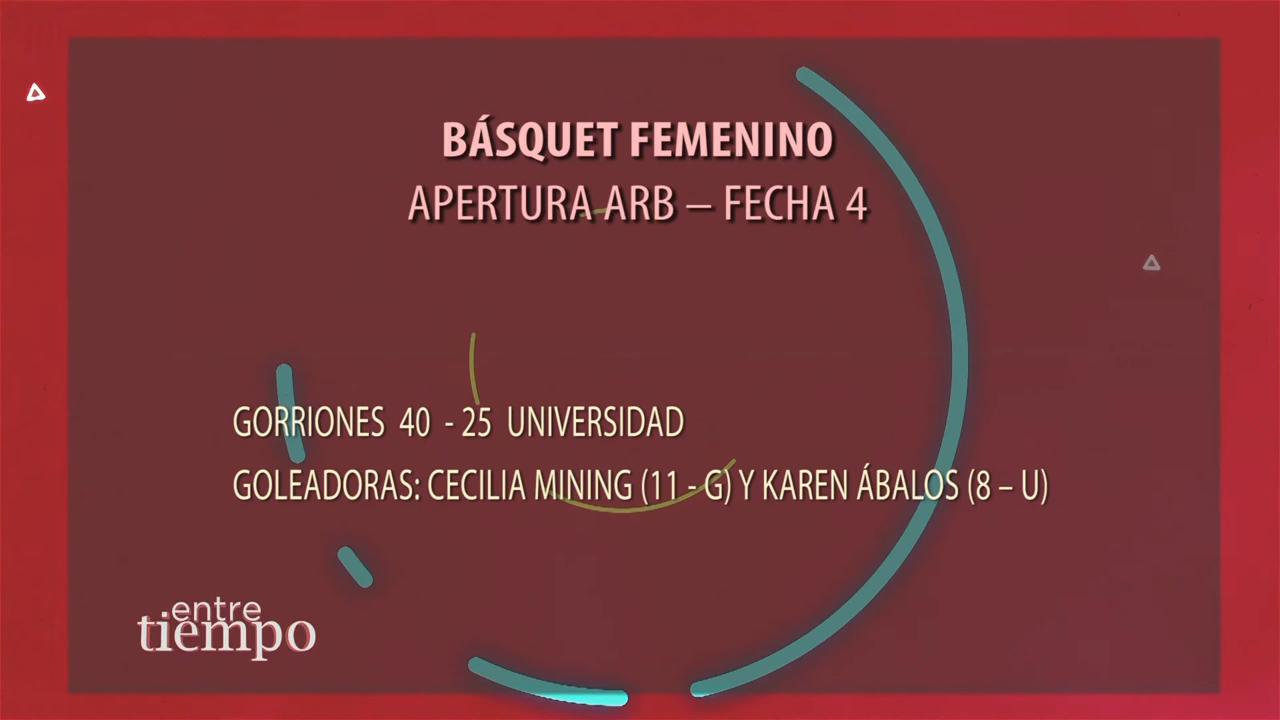 BÁSQUET FEMENINO
APERTURA ARB – FECHA 4
GORRIONES 40 - 25 UNIVERSIDAD
GOLEADORAS: CECILIA MINING (11 - G) Y KAREN ÁBALOS (8 – U)
entre
tiempo